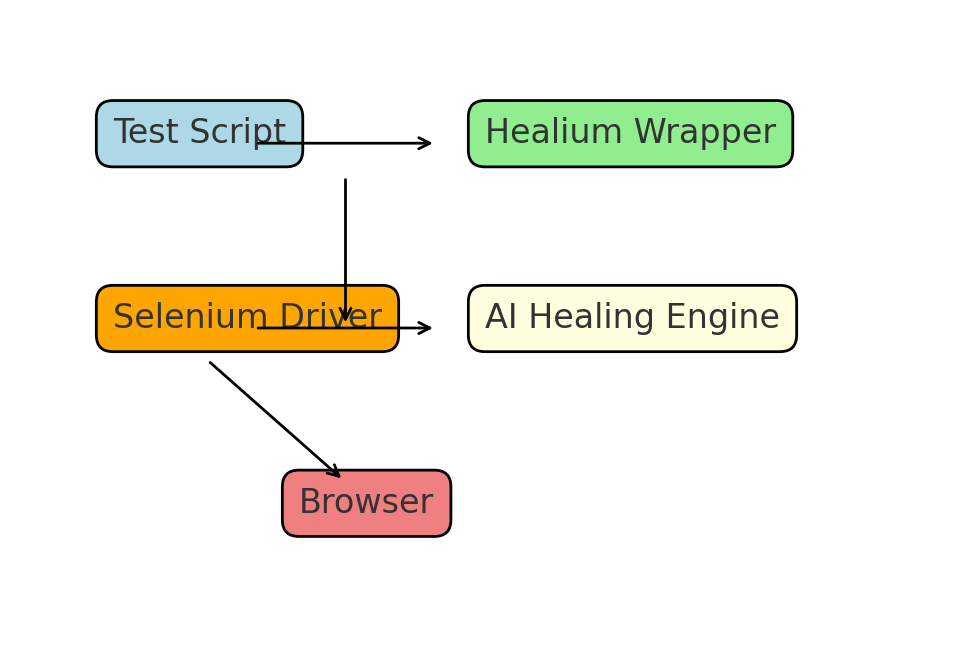 Test Script
Healium Wrapper
Selenium Driver
AI Healing Engine
Browser